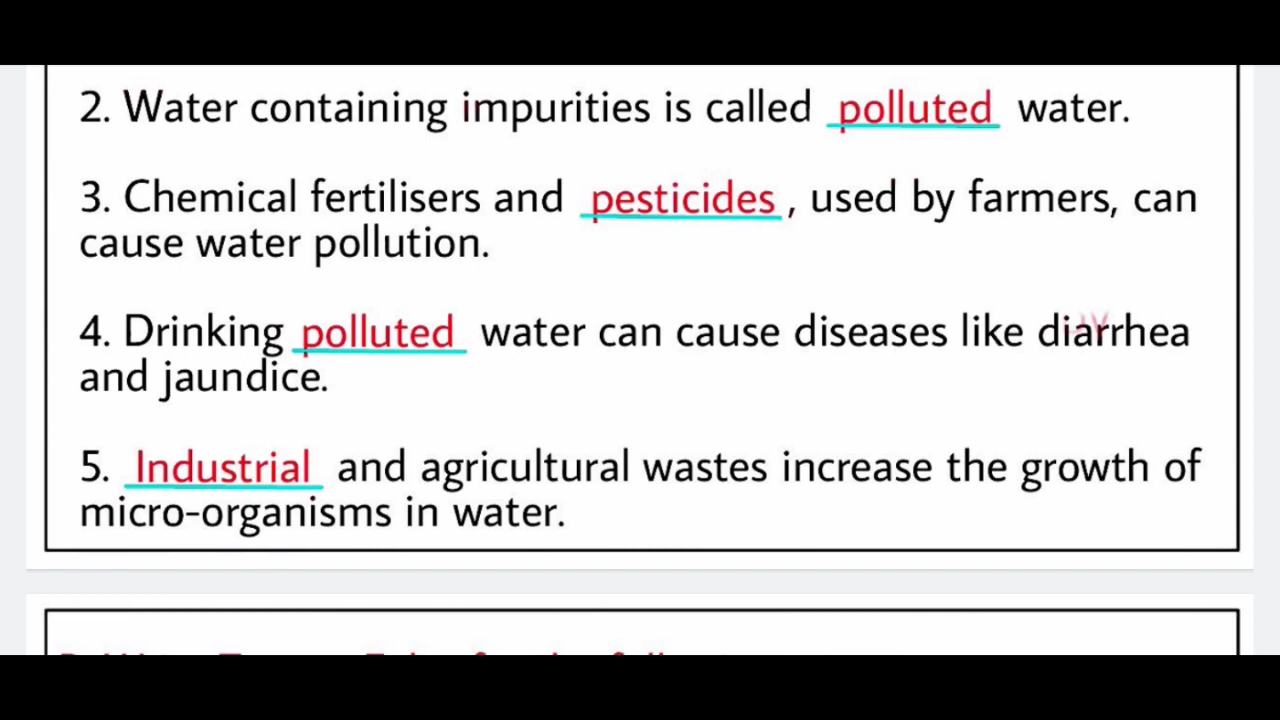 2. Water containing impurities is called polluted water.
3. Chemical fertilisers and pesticides, used by farmers, can
cause water pollution.
4. Drinking polluted water can cause diseases like diarrhea
and jaundice.
5. Industrial and agricultural wastes increase the growth of
micro-organisms in water.